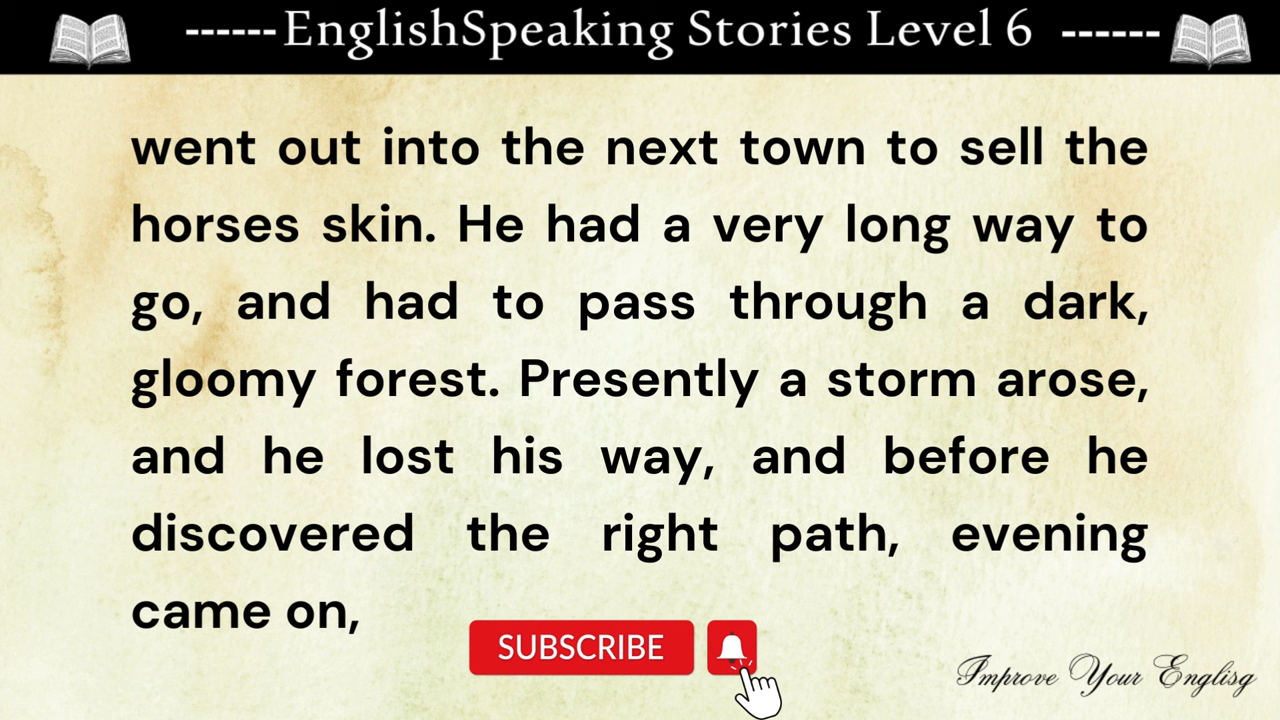 ------EnglishSpeaking Stories Level 6 ------
went out into the next town to sell the
horses skin. He had a very long way to
go, and had to pass through a dark,
gloomy forest. Presently a storm arose,
and he lost his way, and before he
discovered the right path, evening
came on,
SUBSCRIBE
Improve Your Englisg